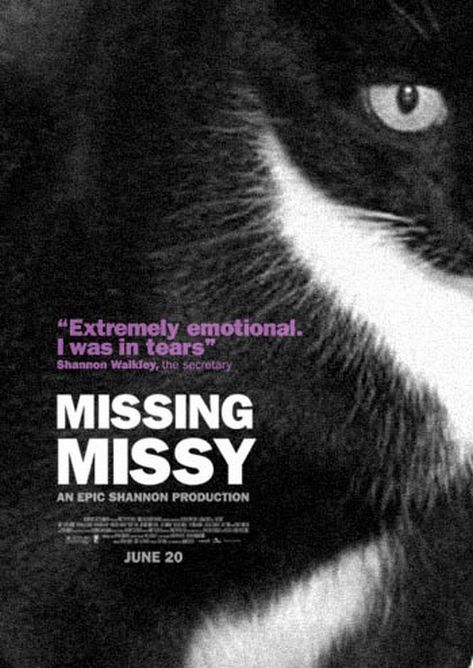 “Extremely emotional.
I was in tears”
Shannon Walkley, the secretary
MISSING
MISSY
AN EPIC SHANNON PRODUCTION
JUNE 20